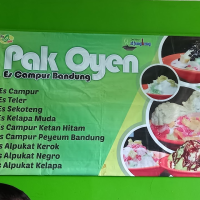 Pak Oyen
Es Campur Bandung
Es Campur
Es Teler
Es Sekoteng
Es Kelapa Muda
Es Campur Ketan Hitam
Es Campur Peyeum Bandung
Es Alpukat Kerok
Es Alpukat Negro
Es Alpukat Kelapa